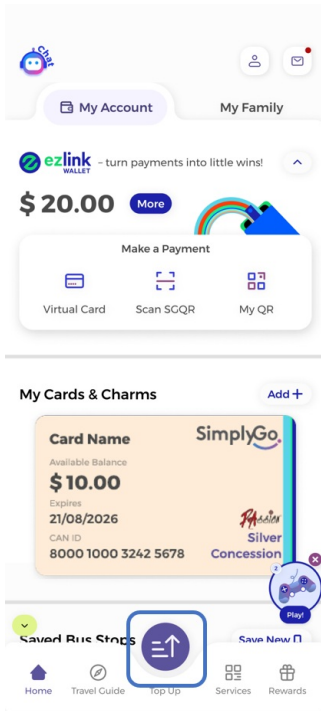 Chat
My Account
My Family
ezlink
WALLET
- turn payments into little wins!
$ 20.00
More
Make a Payment
Virtual Card
Scan SGQR
My QR
My Cards & Charms
Add +
Card Name
SimplyGo.
Available Balance
$ 10.00
Expires
21/08/2026
PAssion
CAN ID
Silver
8000 1000 3242 5678
Concession
2
Play!
Saved Bus Stops
Save New
Home
Travel Guide
Top Up
Services
Rewards